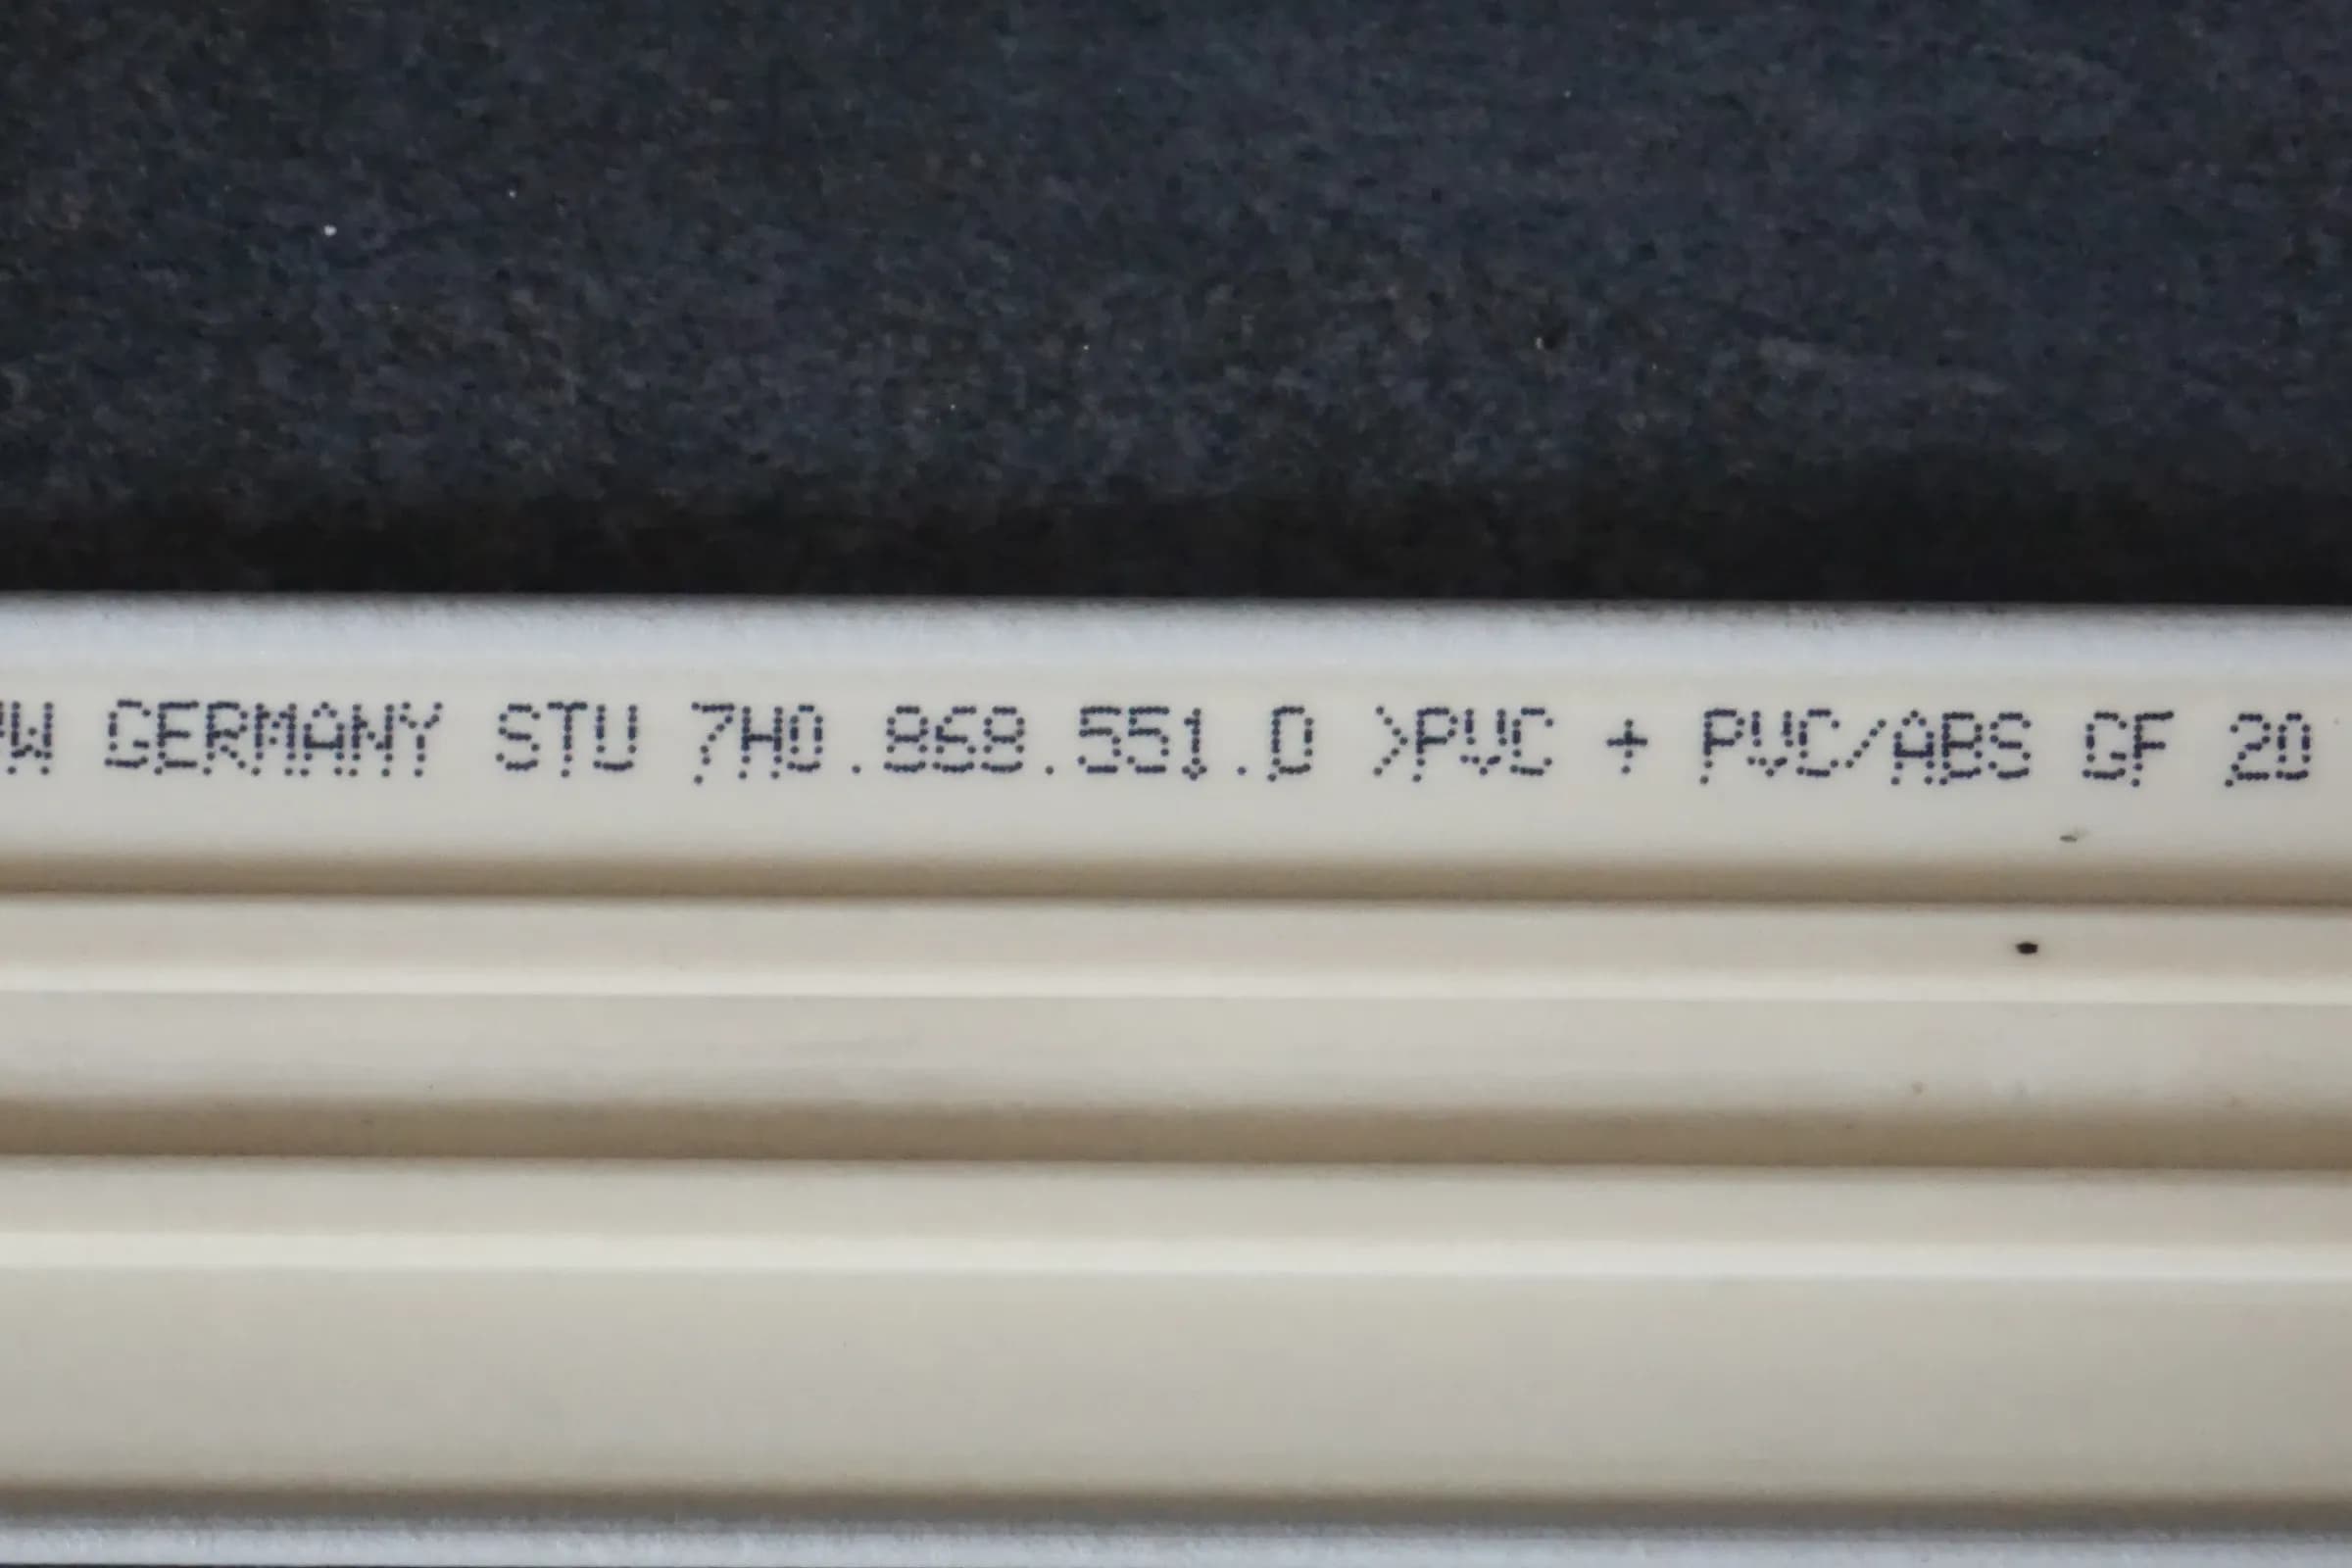 GERMANY STU 7H0.868.551.D >PVC + PVC/ABS GF 20